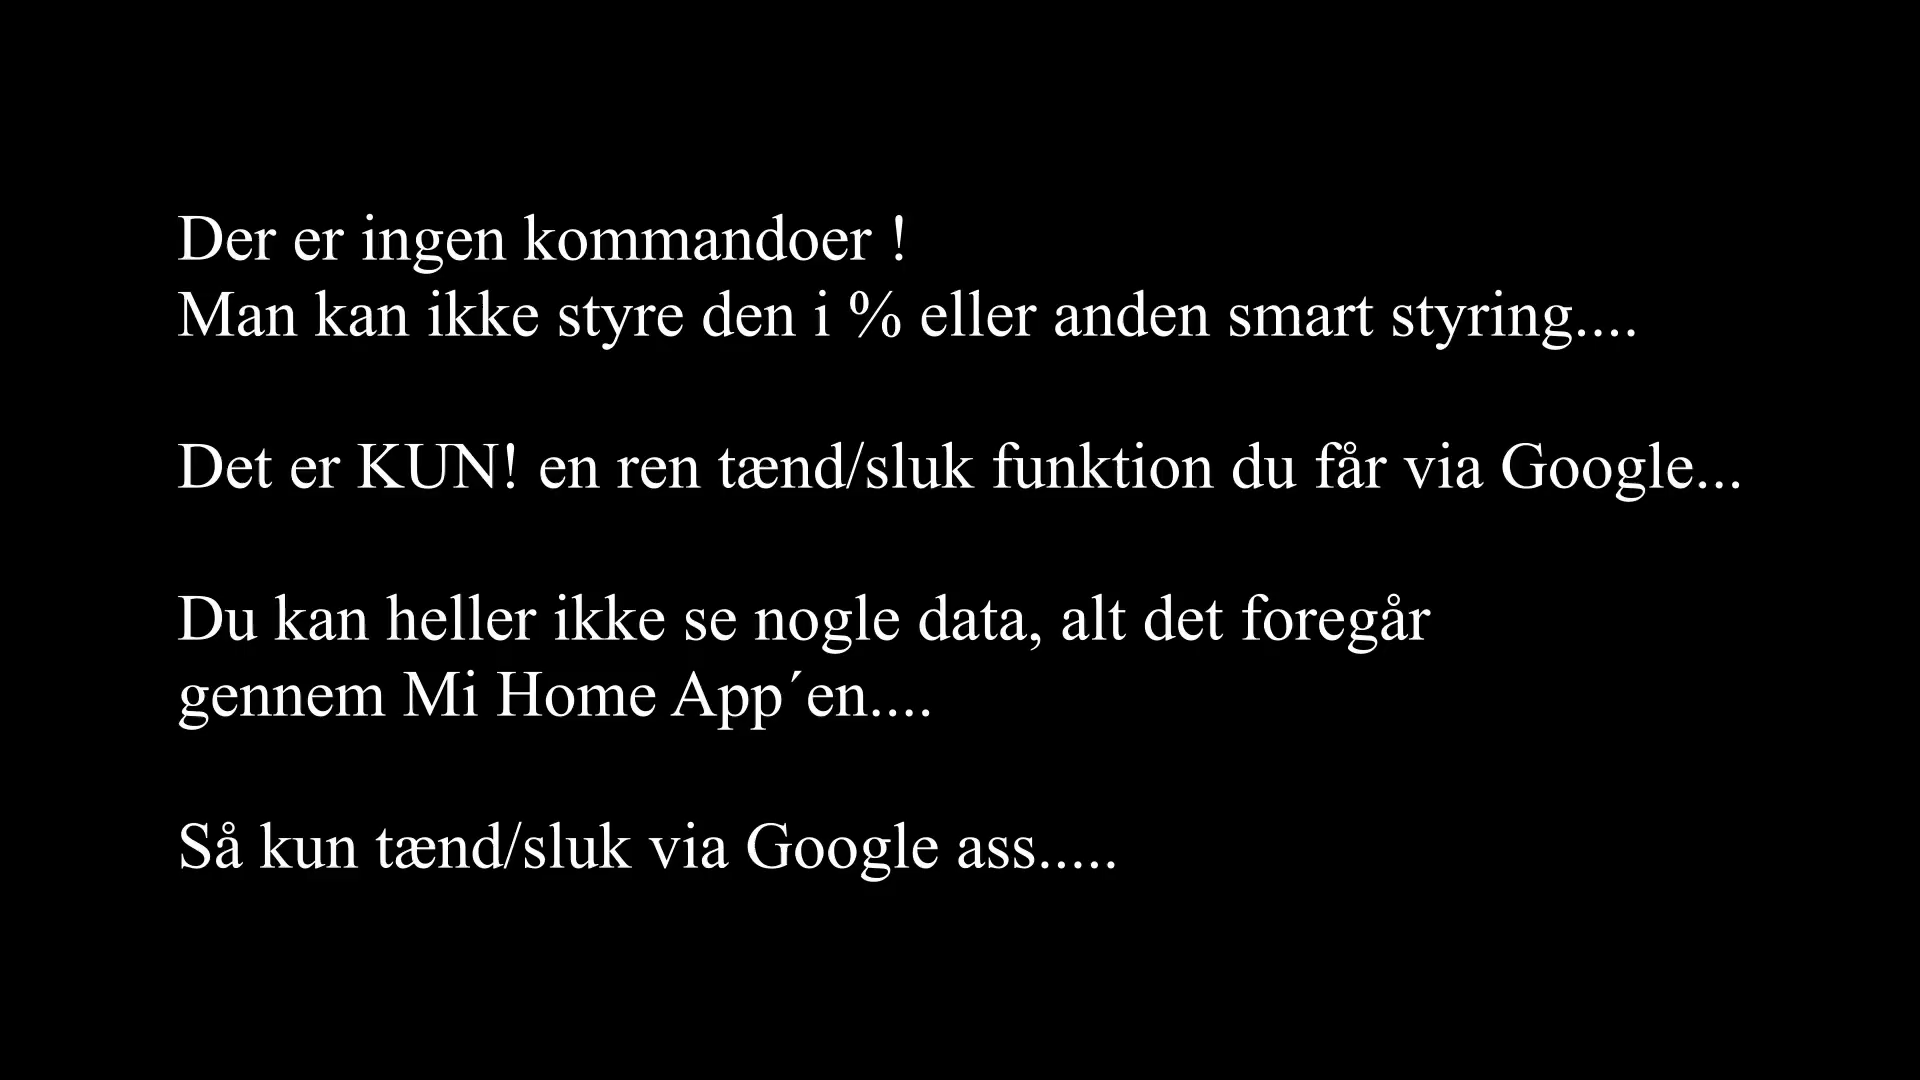 Der er ingen kommandoer !
Man kan ikke styre den i % eller anden smart styring....
Det er KUN! en ren tænd/sluk funktion du får via Google...
Du kan heller ikke se nogle data, alt det foregår
gennem Mi Home App´en....
Så kun tænd/sluk via Google ass.....